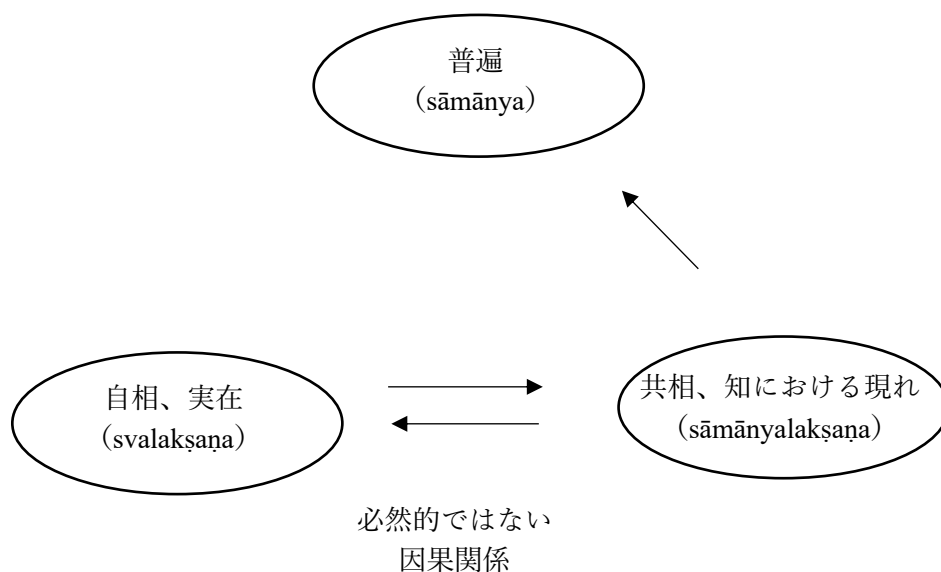 普遍
（sāmānya）
自相、実在
（svalakṣaṇa）
共相、知における現れ
（sāmānyalakṣaṇa）
必然的ではない
因果関係